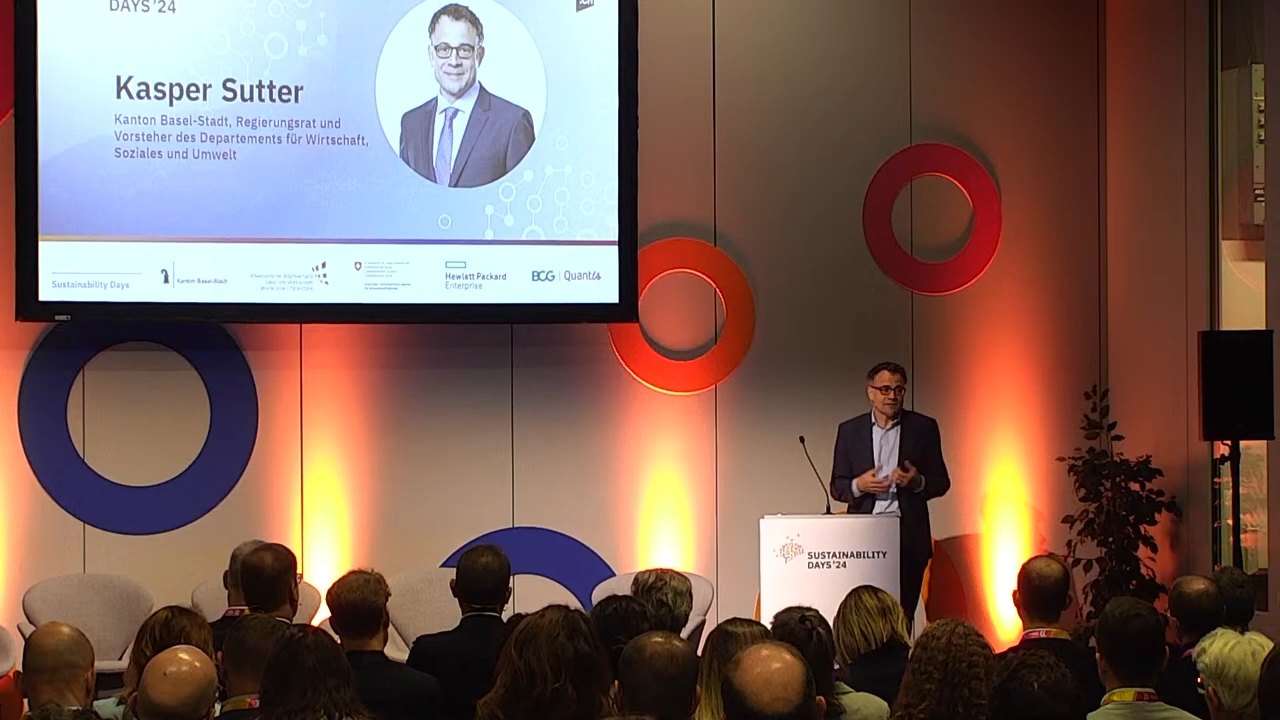 DAYS '24
Kasper Sutter
Kanton Basel-Stadt, Regierungsrat und
Vorsteher des Departements für Wirtschaft,
Soziales und Umwelt
Sustainability Days
Kanton Basel-Stadt
Hewlett Packard
Enterprise
BCG | Quantis
SUSTAINABILITY
DAYS '24